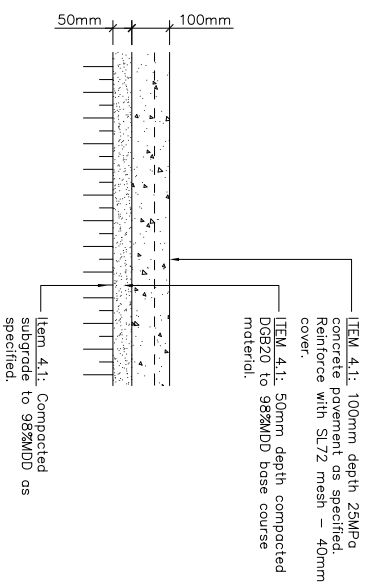 50mm
100mm
ITEM 4.1: 100mm depth 25MPa
concrete pavement as specified.
Reinforce with SL72 mesh – 40mm
cover.
ITEM 4.1: 50mm depth compacted
DGB20 to 98%MDD base course
material.
Item 4.1: Compacted
subgrade to 98%MDD as
specified.